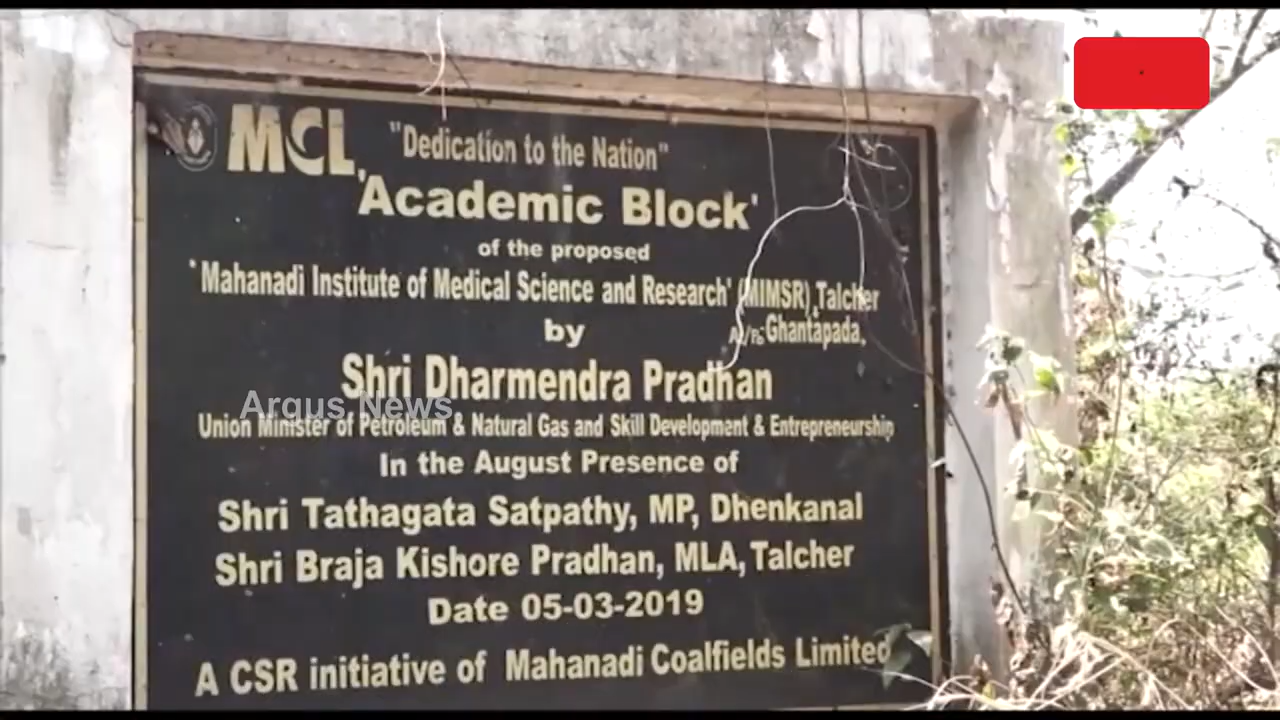 MCL "Dedication to the Nation"
'Academic Block'
of the proposed
'Mahanadi Institute of Medical Science and Research' (MIMSR), Talcher
by At/Po-Ghantapada,
Shri Dharmendra Pradhan
Argus News.
Union Minister of Petroleum & Natural Gas and Skill Development & Entrepreneurship
In the August Presence of
Shri Tathagata Satpathy, MP, Dhenkanal
Shri Braja Kishore Pradhan, MLA, Talcher
Date 05-03-2019
A CSR initiative of Mahanadi Coalfields Limited